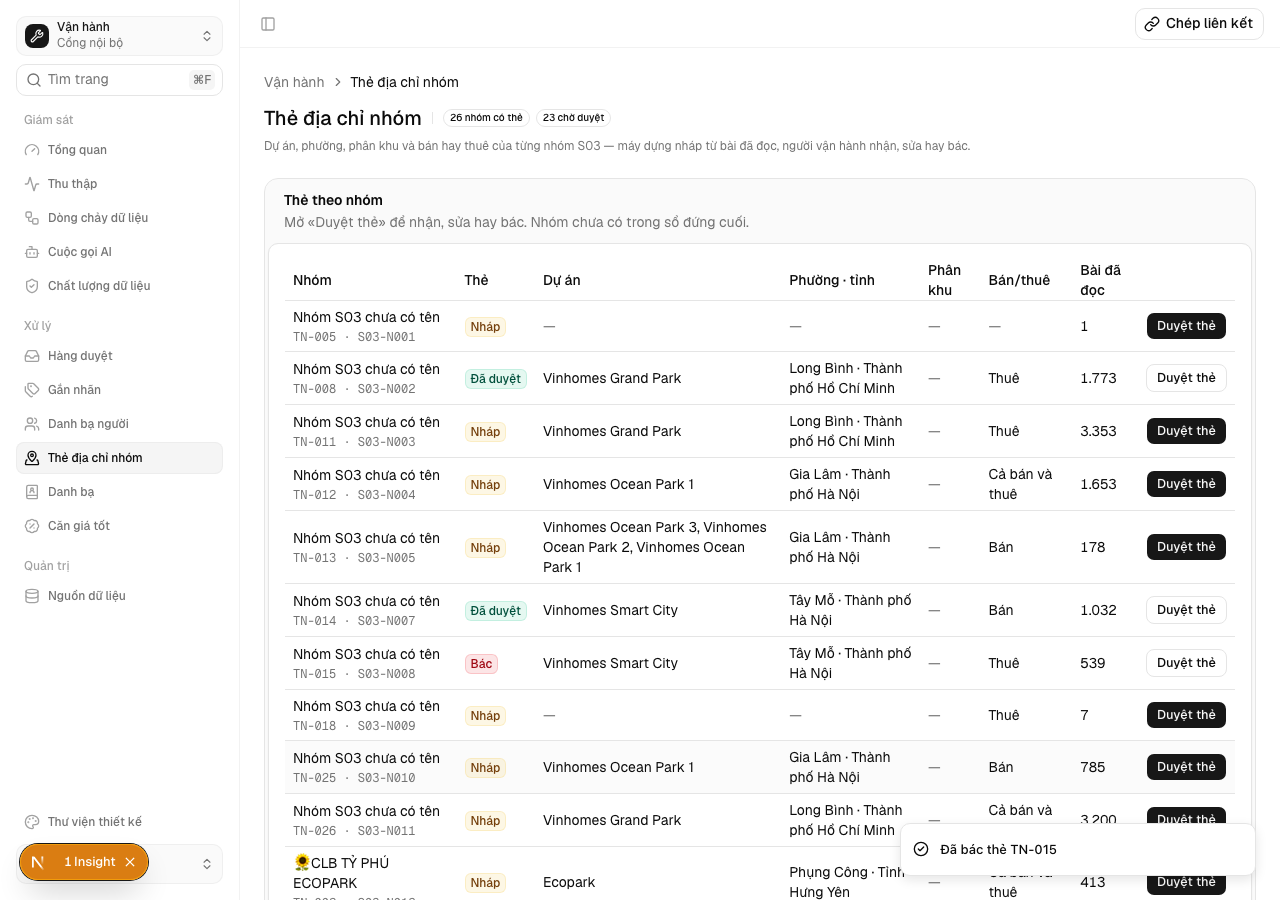 Vận hành
Cổng nội bộ
Tìm trang
⌘F
Giám sát
Tổng quan
Thu thập
Dòng chảy dữ liệu
Cuộc gọi AI
Chất lượng dữ liệu
Xử lý
Hàng duyệt
Gắn nhãn
Danh bạ người
Thẻ địa chỉ nhóm
Danh bạ
Căn giá tốt
Quản trị
Nguồn dữ liệu
Thư viện thiết kế
1 Insight
Chép liên kết
Vận hành > Thẻ địa chỉ nhóm
Thẻ địa chỉ nhóm
26 nhóm có thẻ
23 chờ duyệt
Dự án, phường, phân khu và bán hay thuê của từng nhóm S03 — máy dựng nháp từ bài đã đọc, người vận hành nhận, sửa hay bác.
Thẻ theo nhóm
Mở «Duyệt thẻ» để nhận, sửa hay bác. Nhóm chưa có trong sổ đứng cuối.
Nhóm Thẻ Dự án Phường · tỉnh Phân khu Bán/thuê Bài đã đọc
Nhóm S03 chưa có tên
TN-005 · S03-N001
Nháp — — — — 1 Duyệt thẻ
Nhóm S03 chưa có tên
TN-008 · S03-N002
Đã duyệt Vinhomes Grand Park Long Bình · Thành phố Hồ Chí Minh — Thuê 1.773 Duyệt thẻ
Nhóm S03 chưa có tên
TN-011 · S03-N003
Nháp Vinhomes Grand Park Long Bình · Thành phố Hồ Chí Minh — Thuê 3.353 Duyệt thẻ
Nhóm S03 chưa có tên
TN-012 · S03-N004
Nháp Vinhomes Ocean Park 1 Gia Lâm · Thành phố Hà Nội — Cả bán và thuê 1.653 Duyệt thẻ
Nhóm S03 chưa có tên
TN-013 · S03-N005
Nháp Vinhomes Ocean Park 3, Vinhomes Ocean Park 2, Vinhomes Ocean Park 1 Gia Lâm · Thành phố Hà Nội — Bán 178 Duyệt thẻ
Nhóm S03 chưa có tên
TN-014 · S03-N007
Đã duyệt Vinhomes Smart City Tây Mỗ · Thành phố Hà Nội — Bán 1.032 Duyệt thẻ
Nhóm S03 chưa có tên
TN-015 · S03-N008
Bác Vinhomes Smart City Tây Mỗ · Thành phố Hà Nội — Thuê 539 Duyệt thẻ
Nhóm S03 chưa có tên
TN-018 · S03-N009
Nháp — — — Thuê 7 Duyệt thẻ
Nhóm S03 chưa có tên
TN-025 · S03-N010
Nháp Vinhomes Ocean Park 1 Gia Lâm · Thành phố Hà Nội — Bán 785 Duyệt thẻ
Nhóm S03 chưa có tên
TN-026 · S03-N011
Nháp Vinhomes Grand Park Long Bình · Thành phố Hồ Chí Minh — Cả bán và 3.200 Duyệt thẻ
🌻CLB TỶ PHÚ
ECOPARK
Nháp Ecopark Phụng Công · Tỉnh Hưng Yên thuê 413 Duyệt thẻ
Đã bác thẻ TN-015